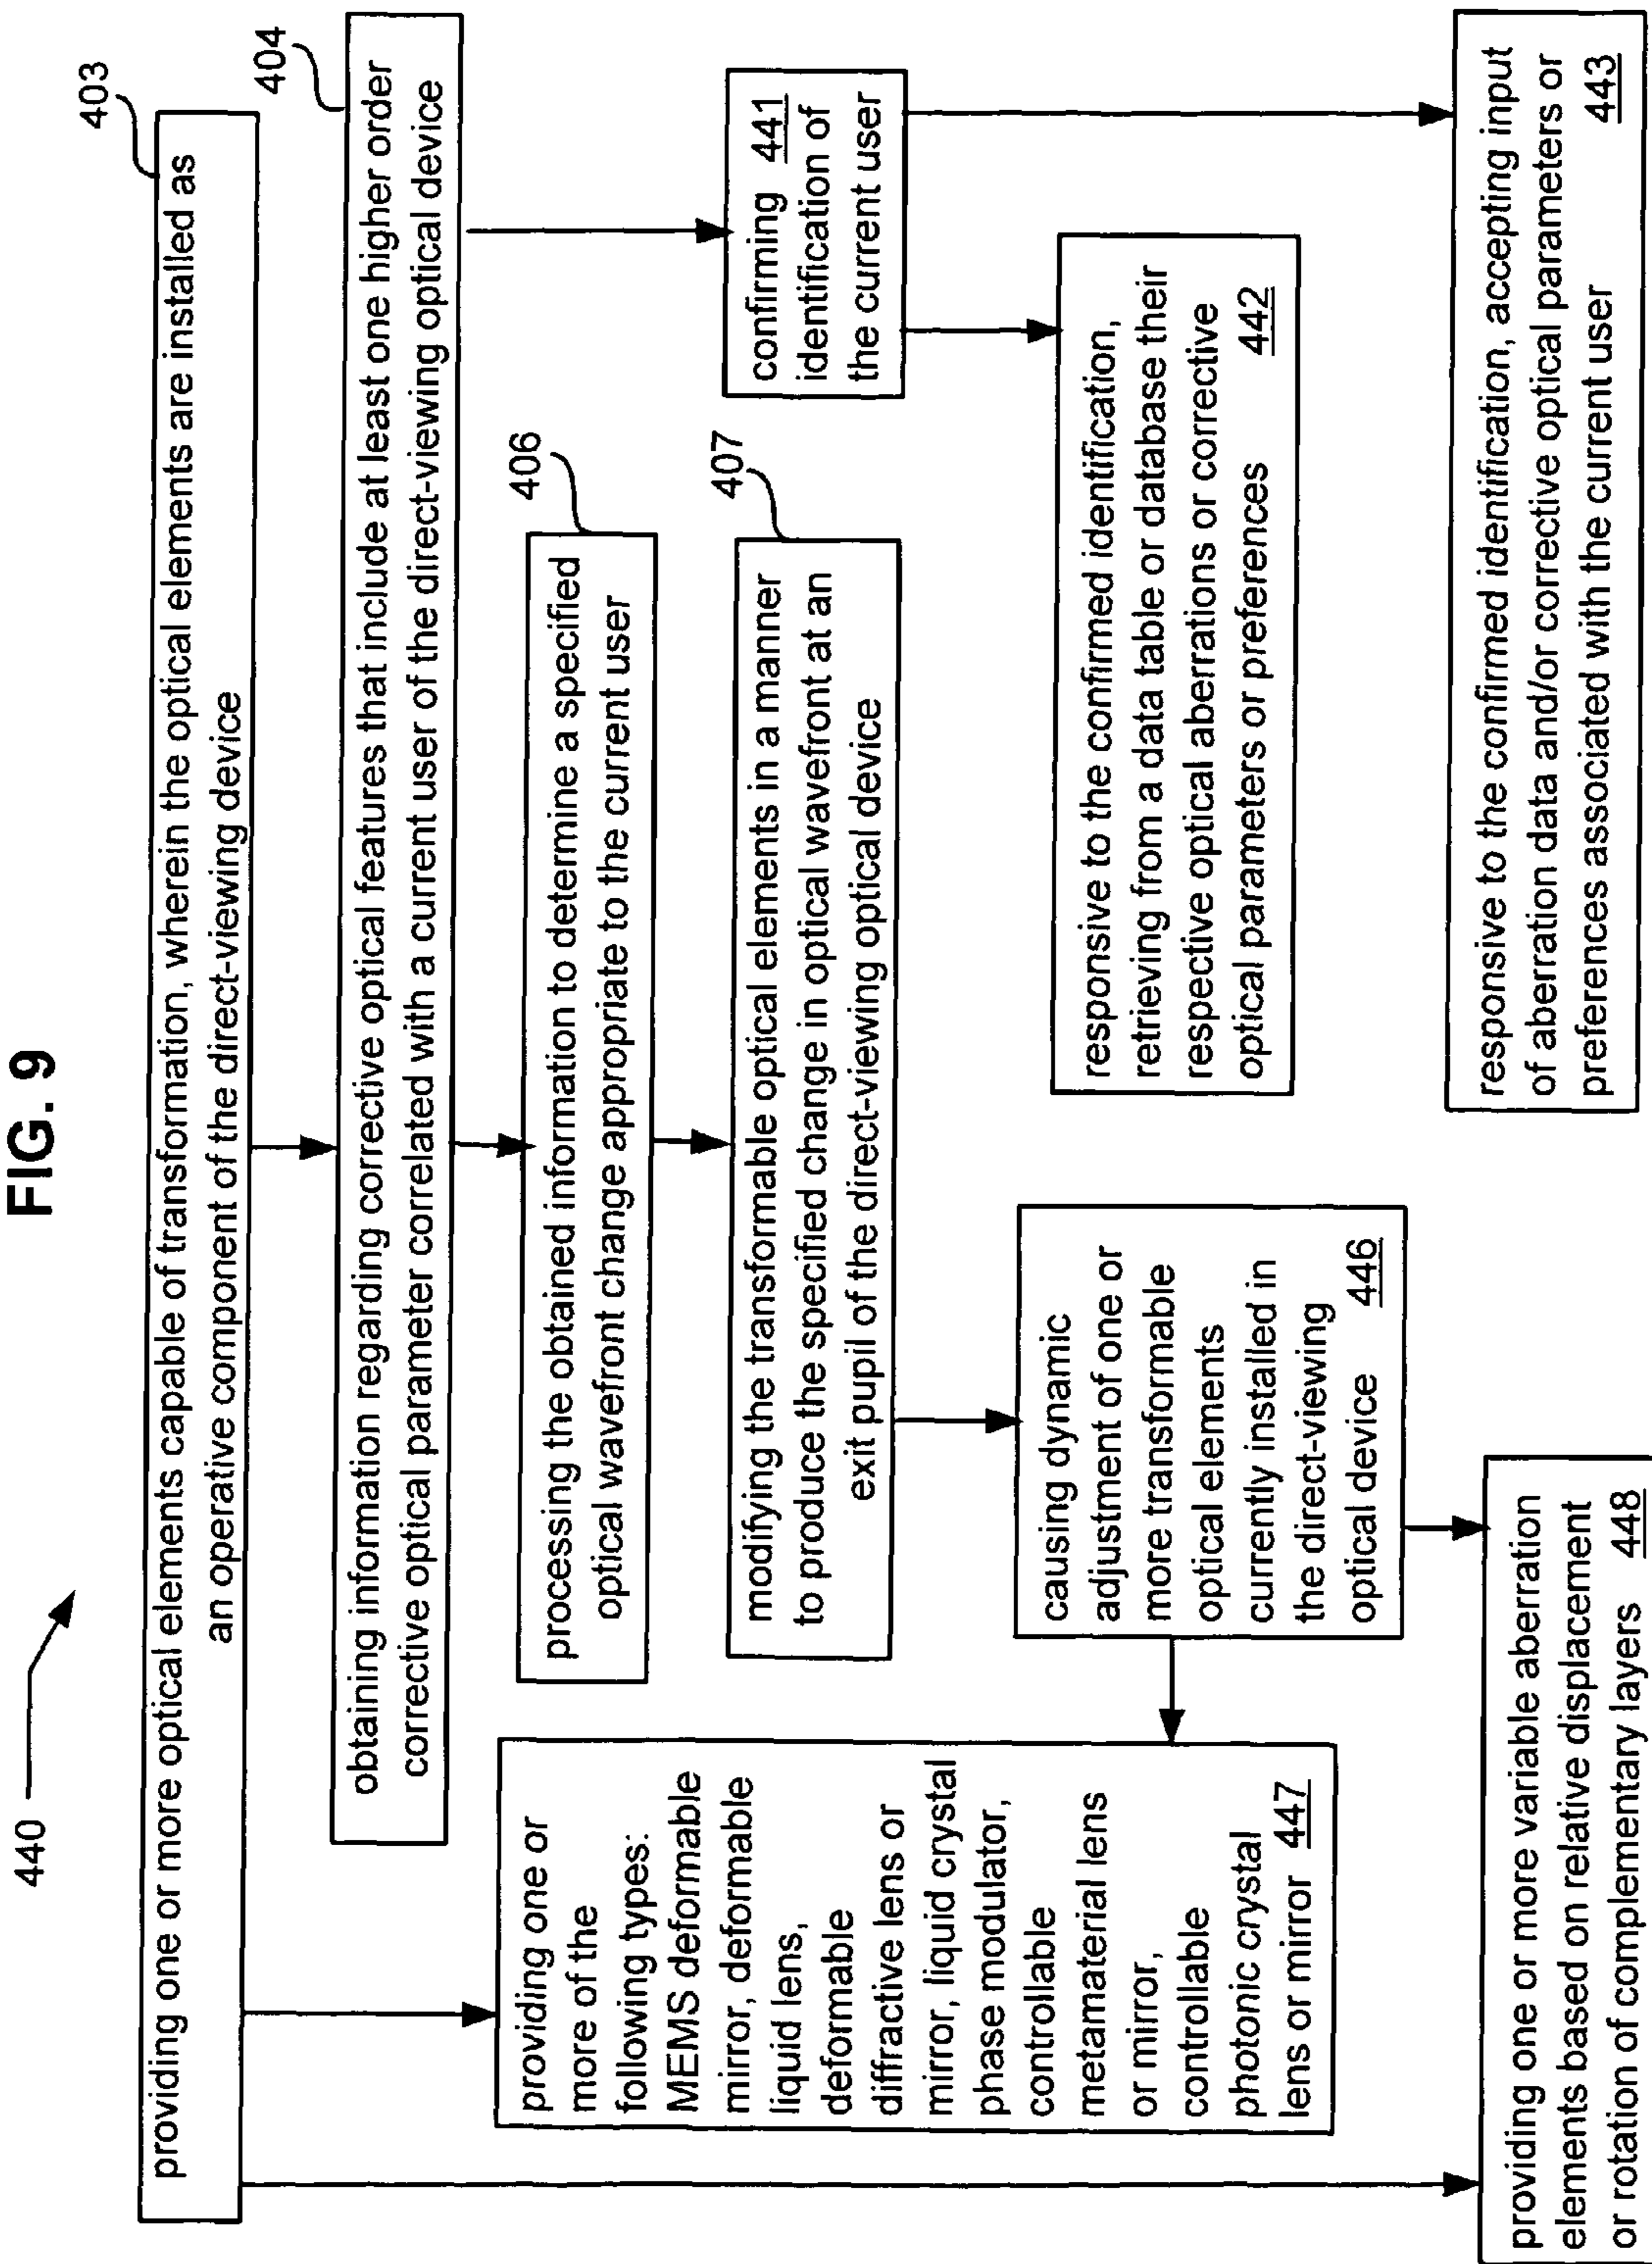 FIG. 9
440
403
providing one or more optical elements capable of transformation, wherein the optical elements are installed as
an operative component of the direct-viewing device
404
obtaining information regarding corrective optical features that include at least one higher order
corrective optical parameter correlated with a current user of the direct-viewing optical device
406
processing the obtained information to determine a specified
optical wavefront change appropriate to the current user
407
modifying the transformable optical elements in a manner
to produce the specified change in optical wavefront at an
exit pupil of the direct-viewing optical device
confirming 441
identification of
the current user
providing one or
more of the
following types:
MEMS deformable
mirror, deformable
liquid lens,
deformable
diffractive lens or
mirror, liquid crystal
phase modulator,
controllable
metamaterial lens
or mirror,
controllable
photonic crystal
lens or mirror 447
causing dynamic
adjustment of one or
more transformable
optical elements
currently installed in
the direct-viewing
optical device 446
responsive to the confirmed identification,
retrieving from a data table or database their
respective optical aberrations or corrective
optical parameters or preferences 442
providing one or more variable aberration
elements based on relative displacement
or rotation of complementary layers 448
responsive to the confirmed identification, accepting input
of aberration data and/or corrective optical parameters or
preferences associated with the current user 443